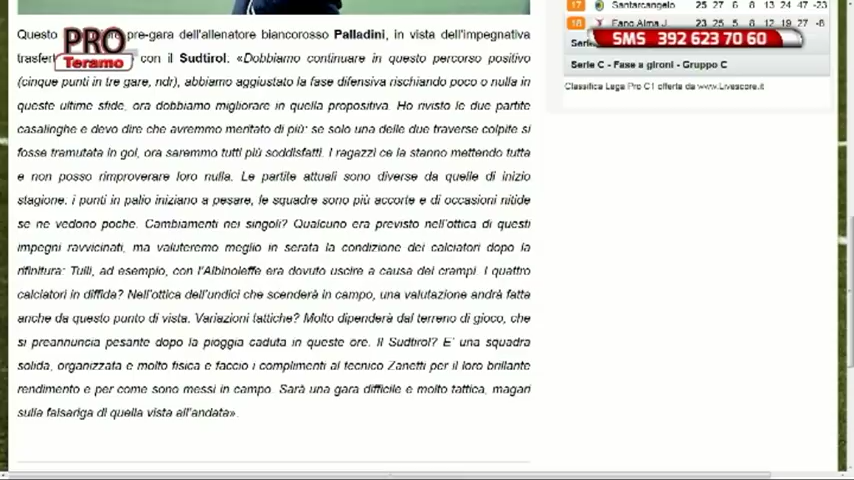 Questo pre-gara dell'allenatore biancorosso Palladini, in vista dell'impegnativa
con il Sudtirol: «Dobbiamo continuare in questo percorso positivo
(cinque punti in tre gare, ndr), abbiamo aggiustato la fase difensiva rischiando poco o nulla in
queste ultime sfide, ora dobbiamo migliorare in quella propositiva. Ho rivisto le due partite
casalinghe e devo dire che avremmo meritato di più: se solo una delle due traverse colpite si
fosse tramutata in gol, ora saremmo tutti più soddisfatti. I ragazzi ce la stanno mettendo tutta
e non posso rimproverare loro nulla. Le partite attuali sono diverse da quelle di inizio
stagione. i punti in palio iniziano a pesare, le squadre sono più accorte e di occasioni nitide
se ne vedono poche. Cambiamenti nei singoli? Qualcuno era previsto nell'ottica di questi
impegni ravvicinati, ma valuteremo meglio in serata la condizione dei calciatori dopo la
rifinitura: Tulli, ad esempio, con l'Albinoleffe era dovuto uscire a causa dei crampi. I quattro
calciatori in diffida? Nell'ottica dell'undici che scenderà in campo, una valutazione andrà fatta
anche da questo punto di vista. Variazioni tattiche? Molto dipenderà dal terreno di gioco, che
si preannuncia pesante dopo la pioggia caduta in queste ore. Il Sudtirol? E' una squadra
solida, organizzata e molto fisica e faccio i complimenti al tecnico Zanetti per il loro brillante
rendimento e per come sono messi in campo. Sarà una gara difficile e molto tattica, magari
sulla falsariga di quella vista all'andata».
PRO
Teramo
17 Santarcangelo 25 27 6 8 13 24 47 -23
18 Fano Alma J. 23 25 5 8 12 19 27 -8
SMS 392 623 70 60
Serie C - Fase a gironi - Gruppo C
Classifica Lega Pro C1 offerta da www.Livescore.it